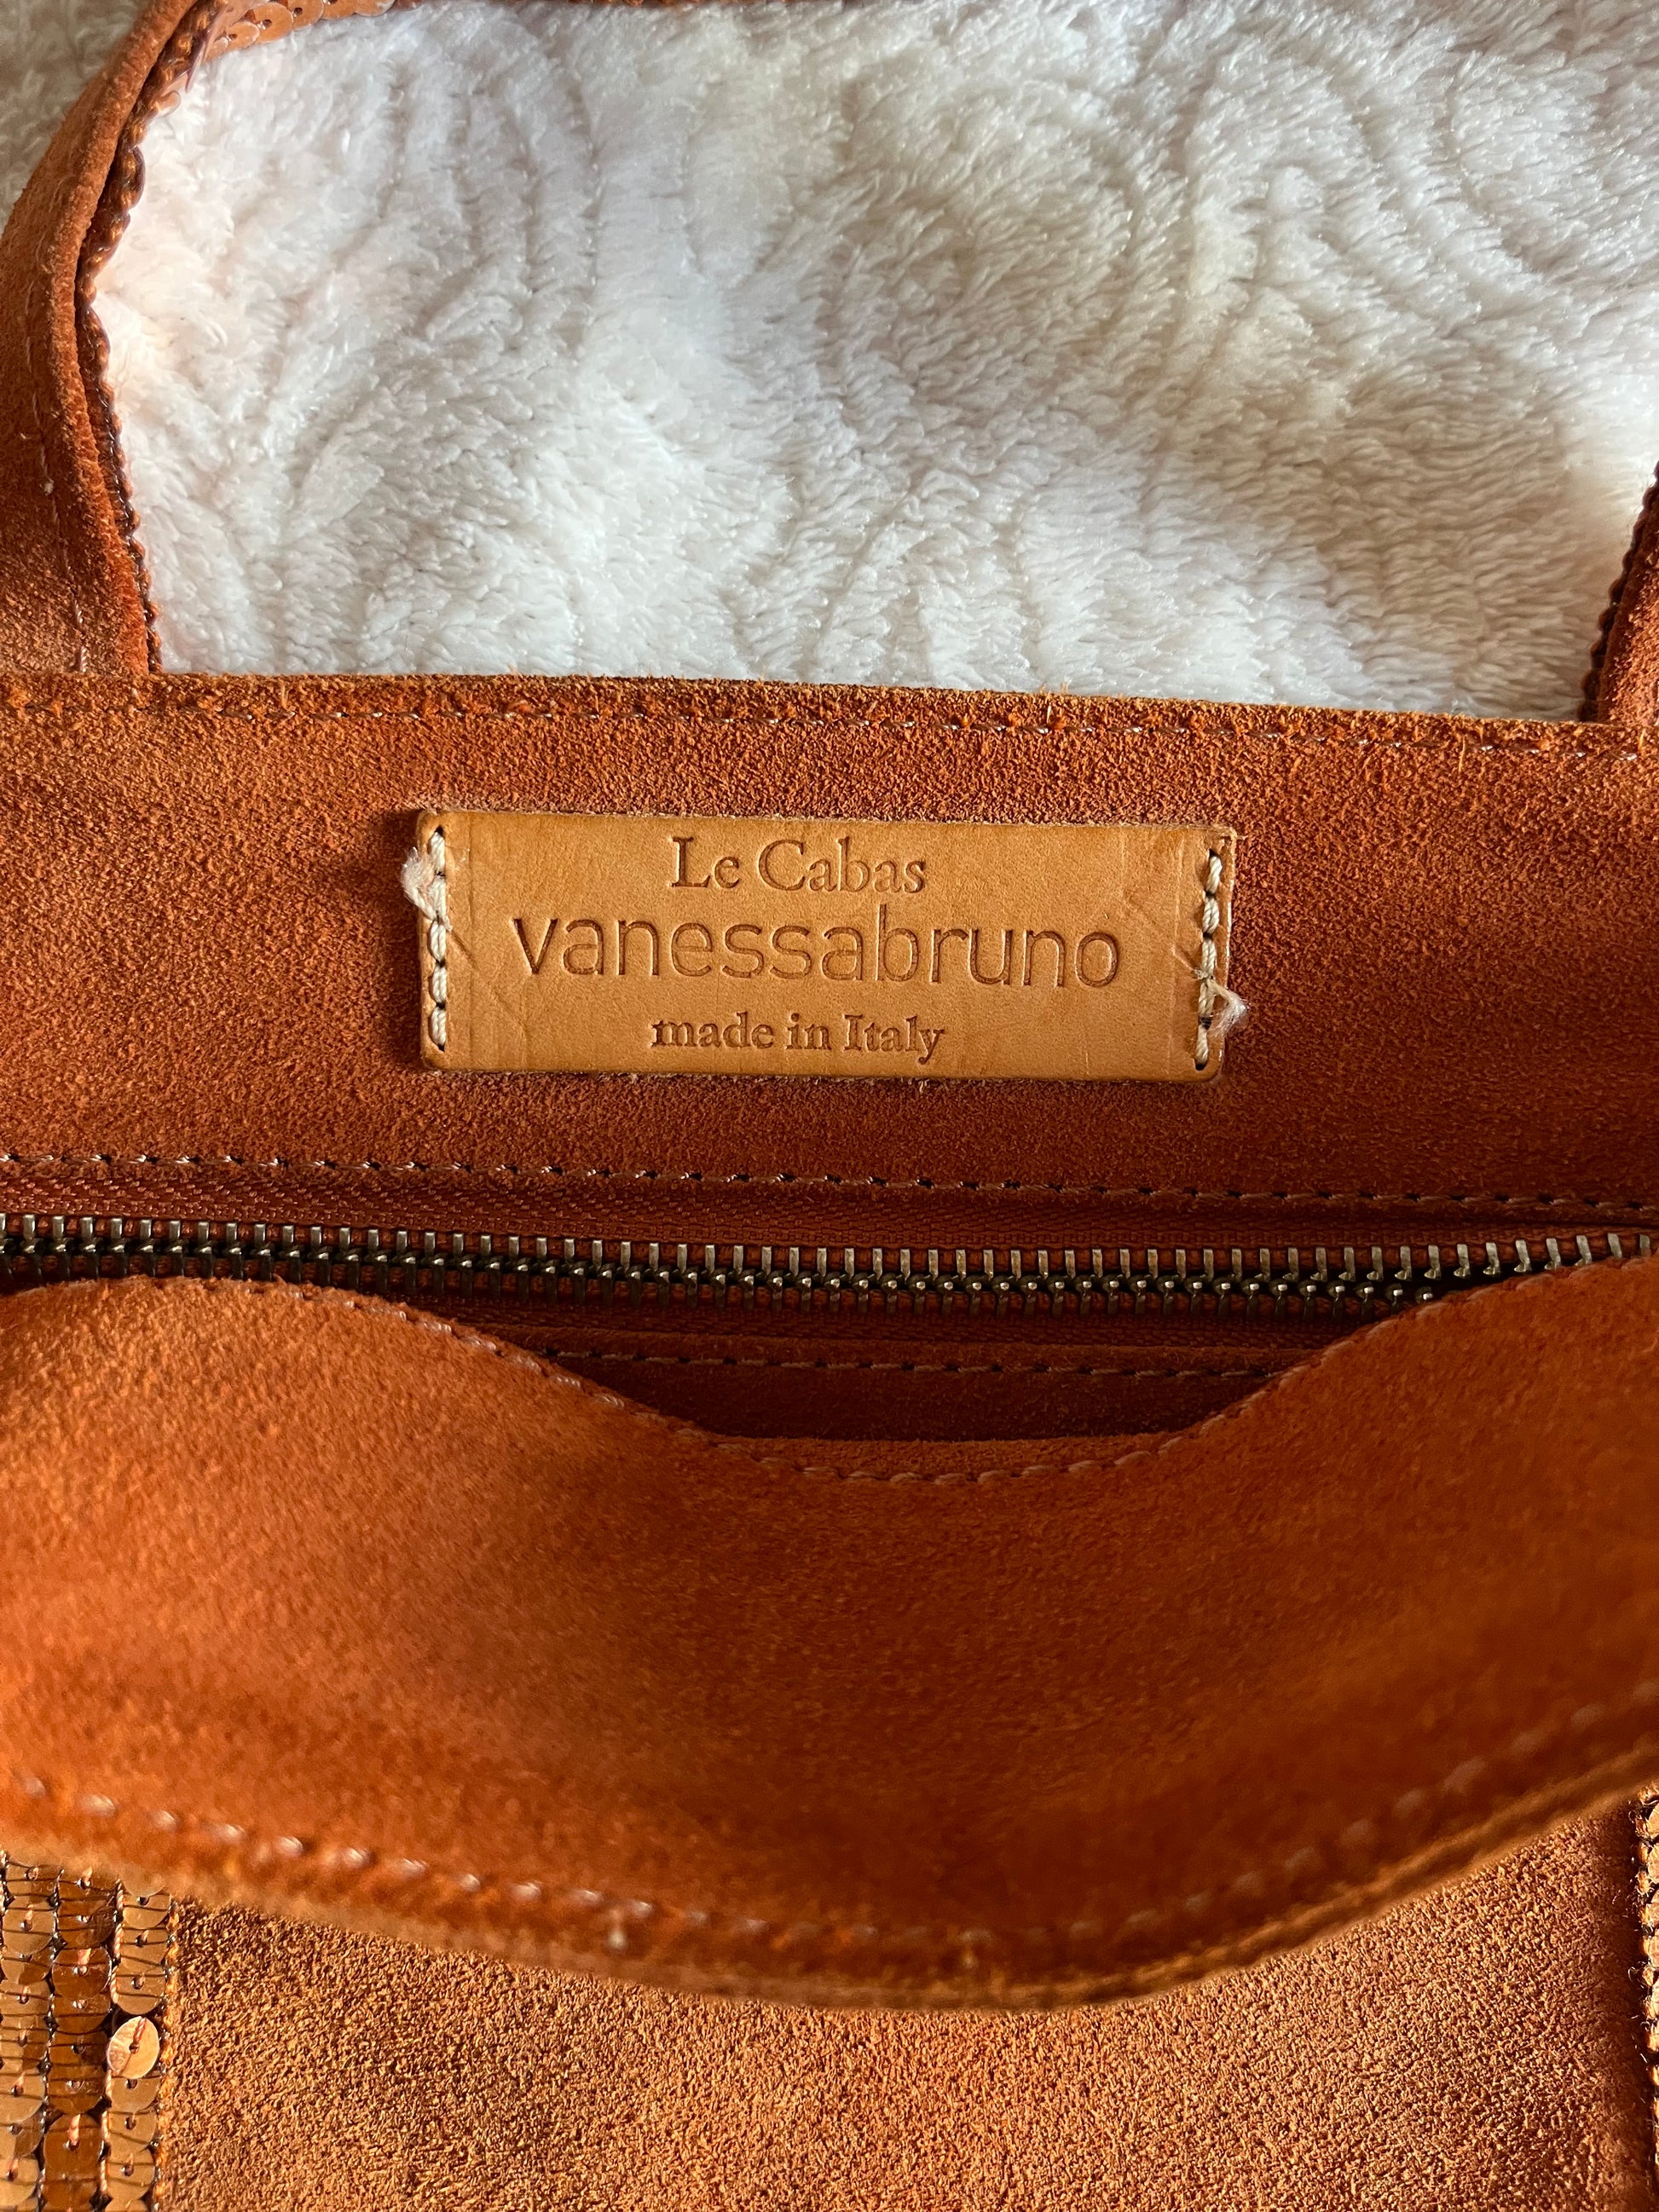 Le Cabas
vanessabruno
made in Italy